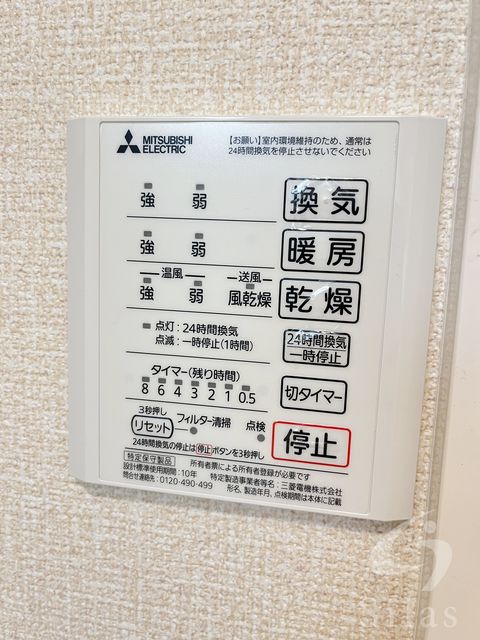 MITSUBISHI
ELECTRIC
【お願い】室内環境維持のため、通常は
24時間換気を停止させないでください
強 弱 換気
強 弱 暖房
温風 送風
強 弱 風乾燥 乾燥
点灯:24時間換気
点滅:一時停止(1時間)
24時間換気
一時停止
タイマー(残り時間)
8 6 4 3 2 1 0.5
切タイマー
3秒押し
リセット フィルター清掃 点検
停止
24時間換気の停止は停止ボタンを3秒押し
特定保守製品 所有者票による所有者登録が必要です
設計標準使用期間:10年 特定製造事業者等名:三菱電機株式会社
問合せ連絡先:0120-490-499 形名、製造年月、点検期間は本体に記載